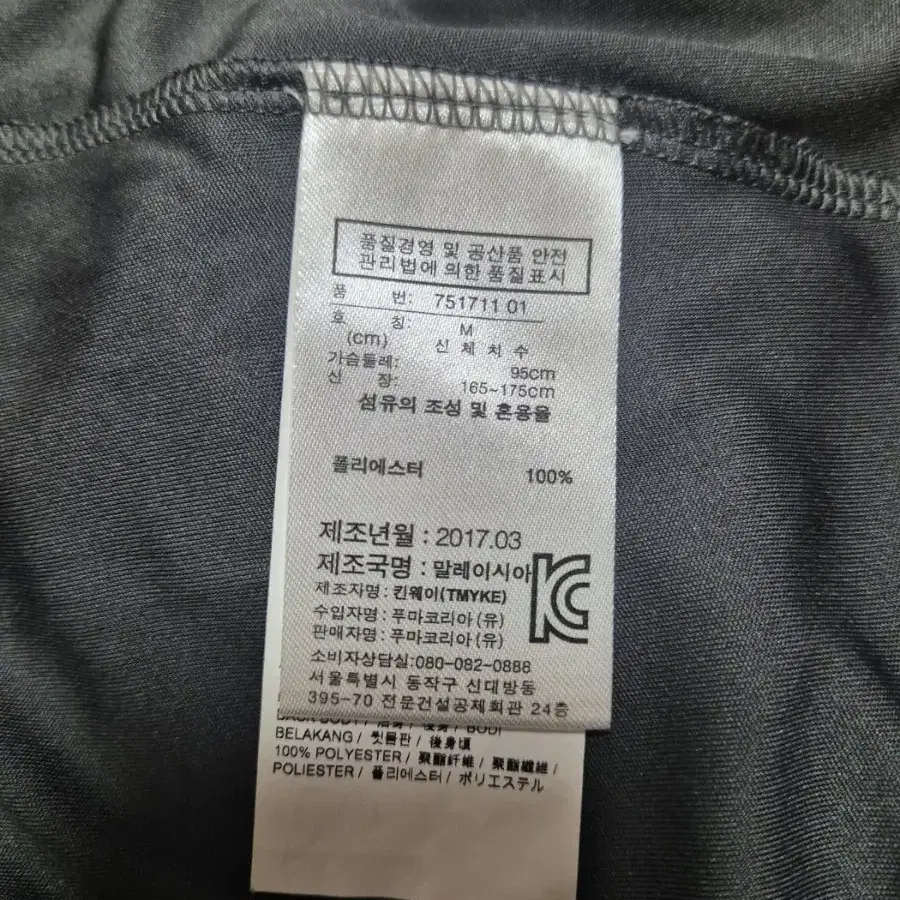 품질경영 및 공산품 안전
관리법에 의한 품질표시
품 번: 751711 01
호 칭: M
(cm) 신 체 치 수
가슴둘레: 95cm
신 장: 165~175cm
섬유의 조성 및 혼용율
폴리에스터 100%
제조년월 : 2017.03
제조국명 : 말레이시아
제조자명 : 킨웨이(TMYKE)
수입자명 : 푸마코리아 (유)
판매자명 : 푸마코리아 (유)
소비자상담실:080-082-0888
서울특별시 동작구 신대방동
395-70 전문건설공제회관 24층
BODI
BELAKANG / 뒷몸판 / 後身頃
100% POLYESTER / 聚酯纤维 / 聚酯纖維 /
POLIESTER / 폴리에스터 / ポリエステル